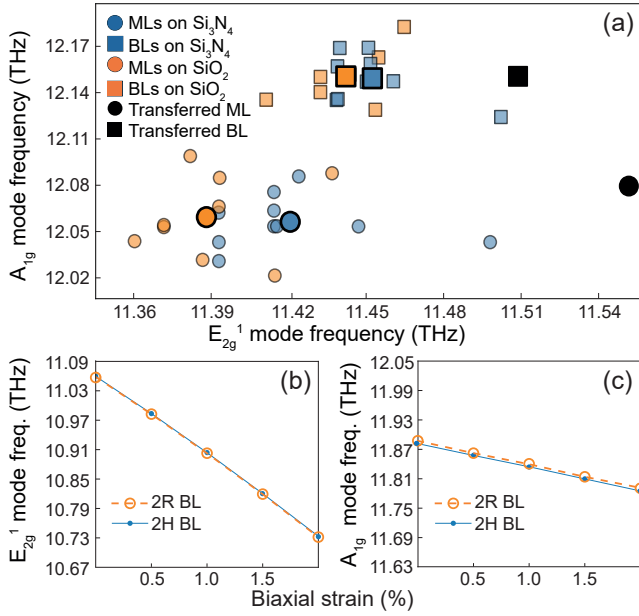 MLs on Si3N4
BLs on Si3N4
MLs on SiO2
BLs on SiO2
Transferred ML
Transferred BL
(a)
A1g mode frequency (THz)
12.17
12.14
12.08
12.05
12.02
11.36
11.39
11.42
11.45
11.48
11.51
11.54
E2g1 mode frequency (THz)
(b)
E2g1 mode freq. (THz)
11.09
11.03
10.97
10.91
10.85
10.79
10.73
10.67
2R BL
2H BL
0.5
1.0
1.5
(c)
A1g mode freq. (THz)
12.05
11.99
11.93
11.87
11.81
11.75
11.69
11.63
2R BL
2H BL
0.5
1.0
1.5
Biaxial strain (%)